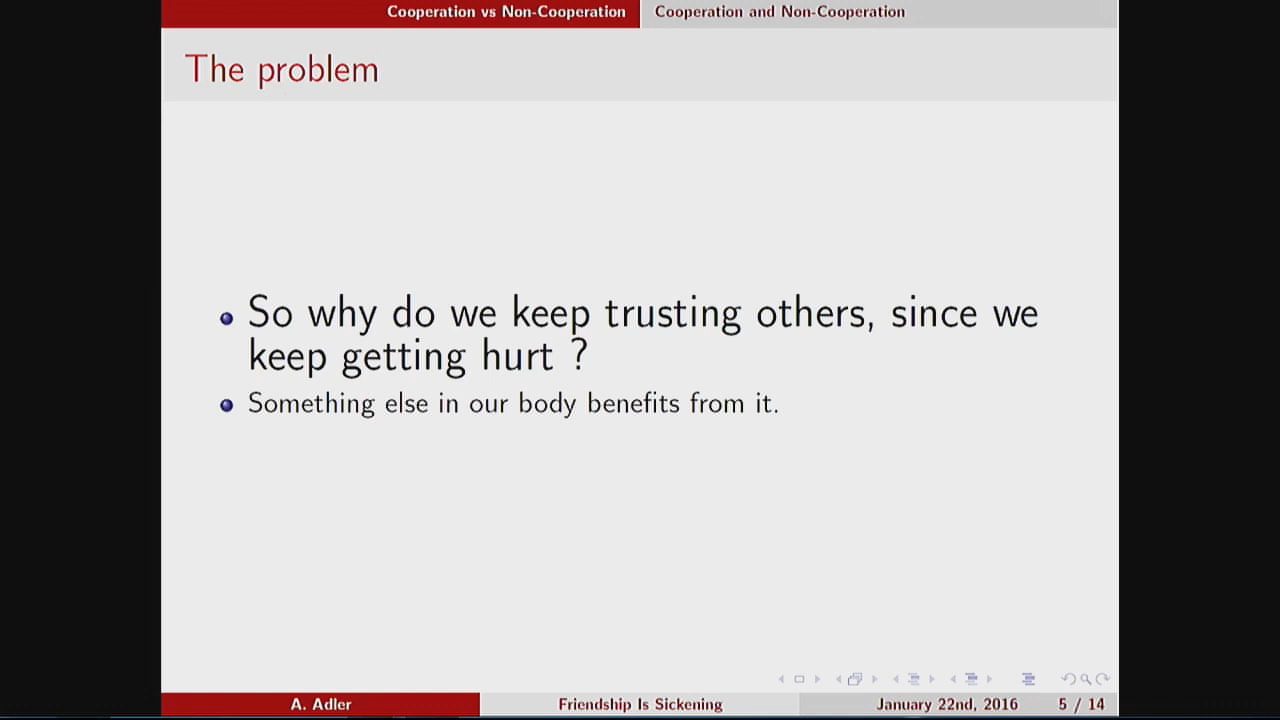 Cooperation vs Non-Cooperation Cooperation and Non-Cooperation
The problem
So why do we keep trusting others, since we
keep getting hurt ?
Something else in our body benefits from it.
A. Adler Friendship Is Sickening January 22nd, 2016 5 / 14